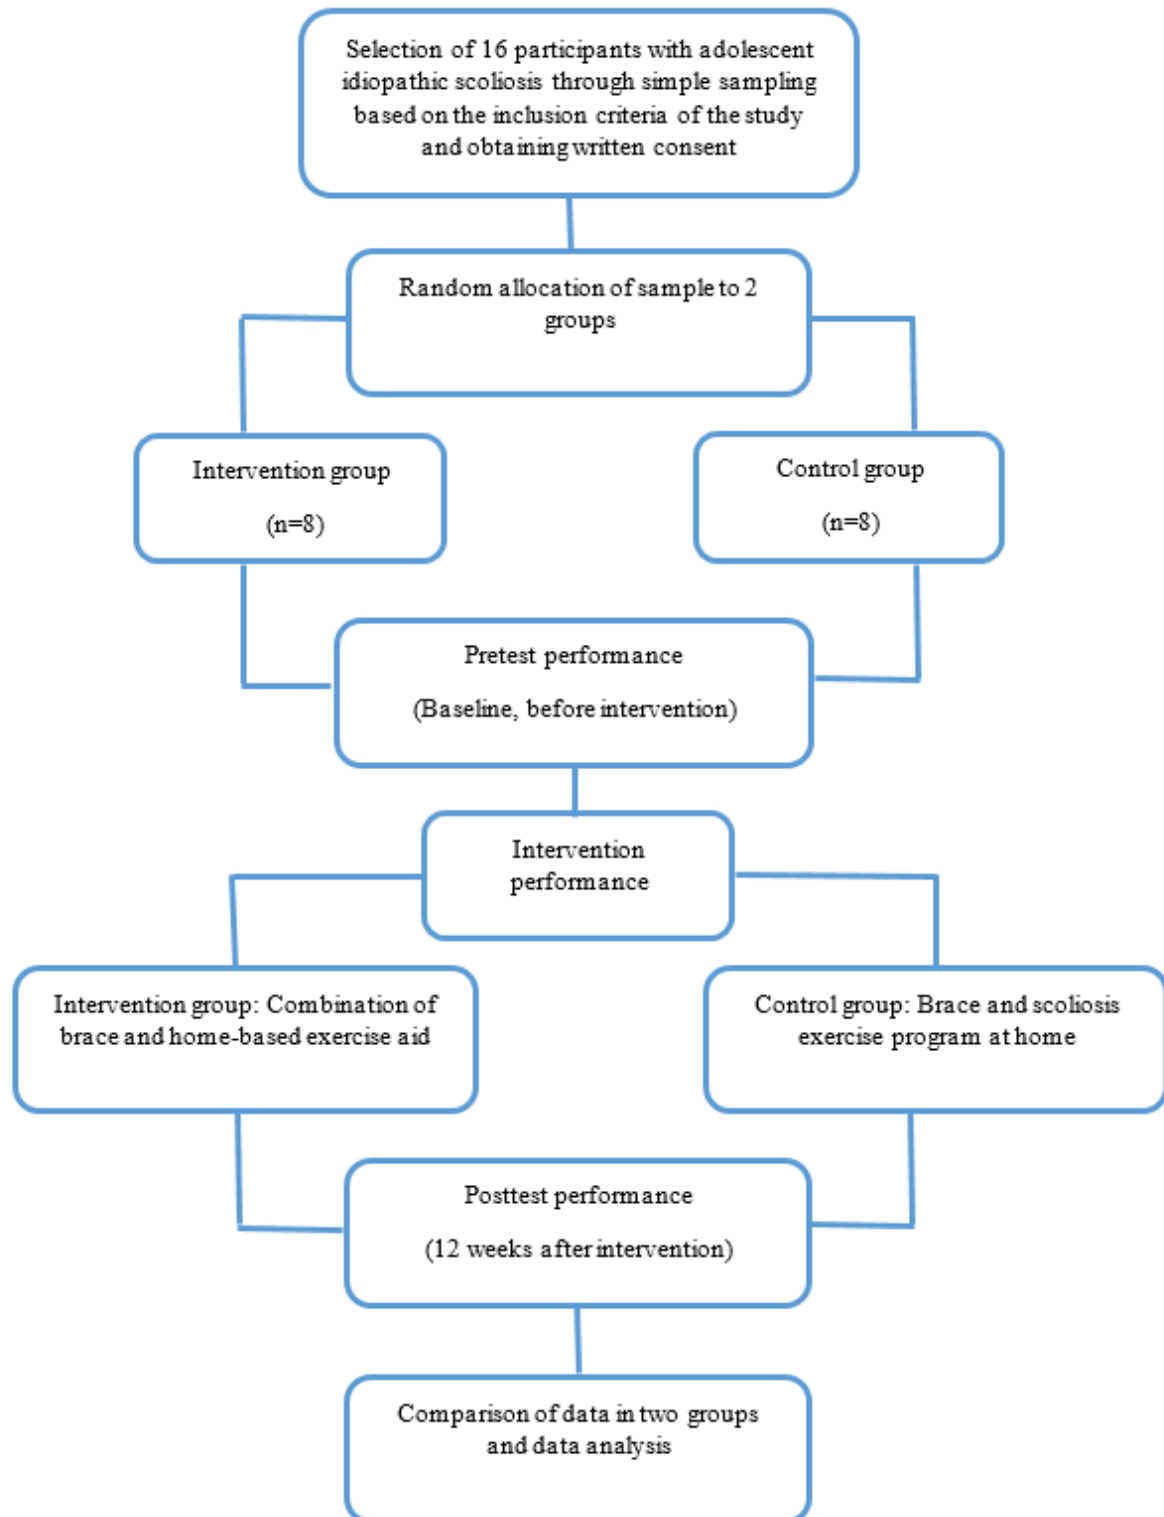 Selection of 16 participants with adolescent
idiopathic scoliosis through simple sampling
based on the inclusion criteria of the study
and obtaining written consent
Random allocation of sample to 2
groups
Intervention group
(n=8)
Control group
(n=8)
Pretest performance
(Baseline, before intervention)
Intervention
performance
Intervention group: Combination of
brace and home-based exercise aid
Control group: Brace and scoliosis
exercise program at home
Posttest performance
(12 weeks after intervention)
Comparison of data in two groups
and data analysis